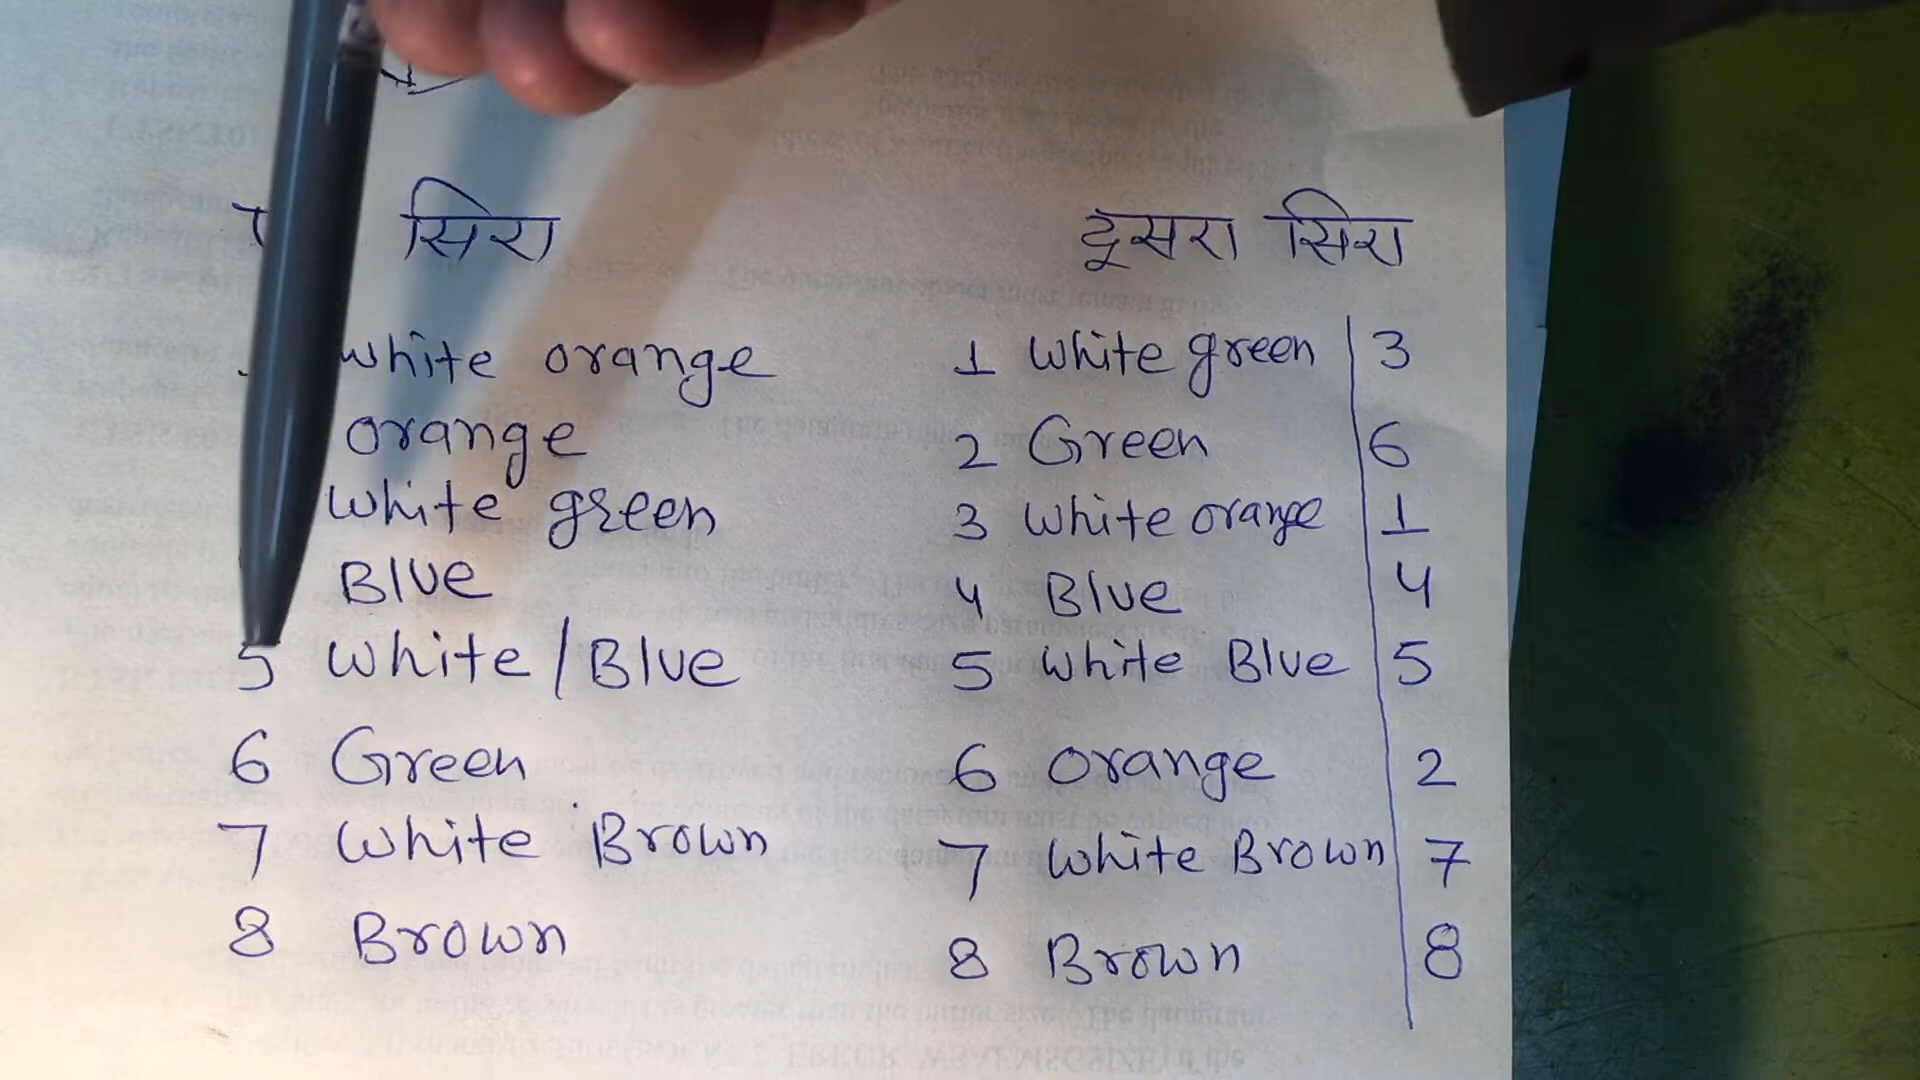 सिरा दूसरा सिरा
white orange 1 white green 3
orange 2 Green 6
white green 3 white orange 1
Blue 4 Blue 4
5 white/Blue 5 white Blue 5
6 Green 6 orange 2
7 white Brown 7 white Brown 7
8 Brown 8 Brown 8